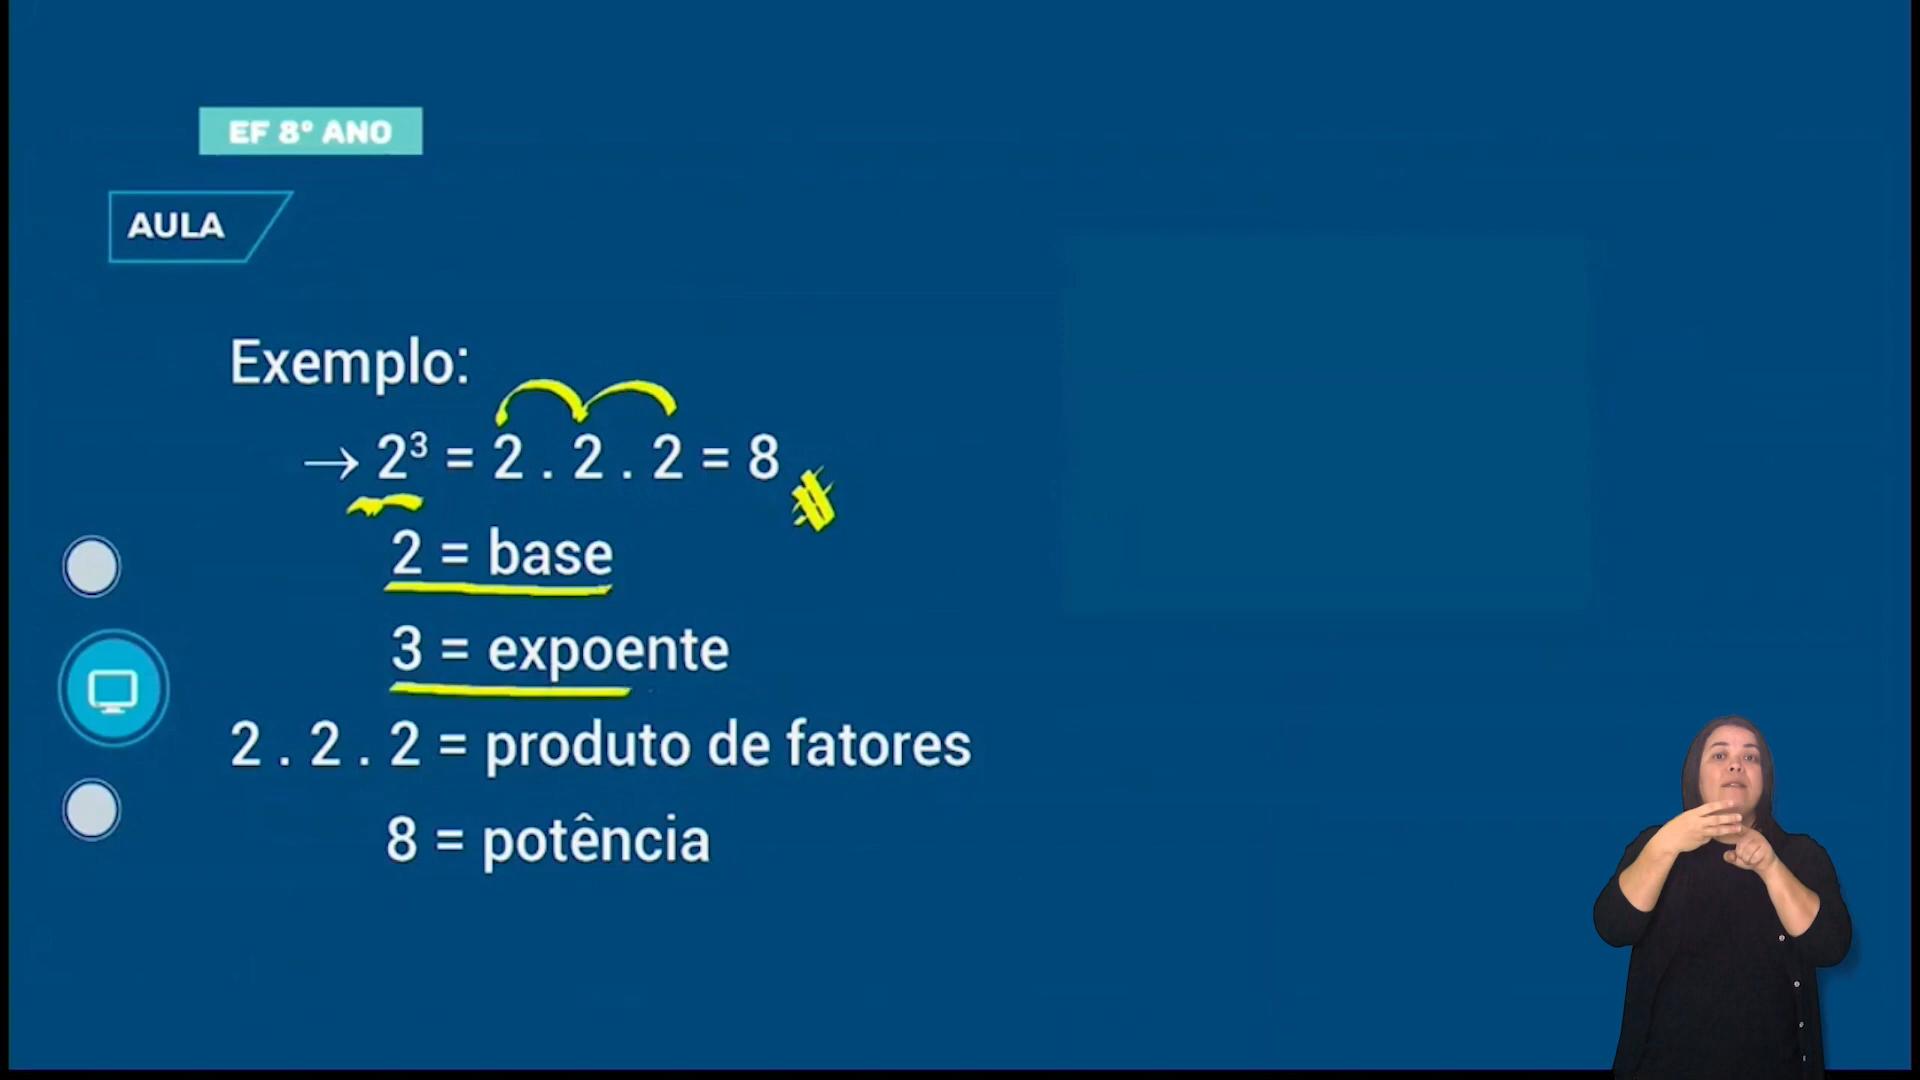 EF 8º ANO
AULA
Exemplo:
→ 2³ = 2 . 2 . 2 = 8
2 = base
3 = expoente
2 . 2 . 2 = produto de fatores
8 = potência